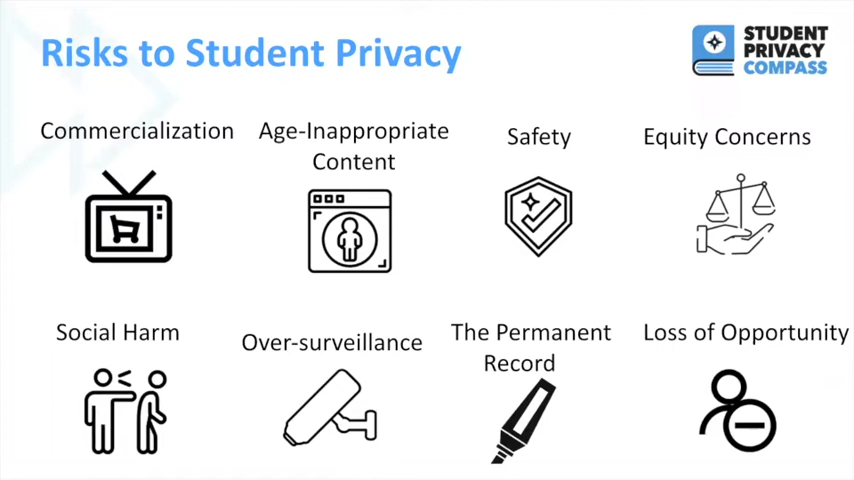 Risks to Student Privacy
STUDENT
PRIVACY
COMPASS
Commercialization
Age-Inappropriate
Content
Safety
Equity Concerns
Social Harm
Over-surveillance
The Permanent
Record
Loss of Opportunity